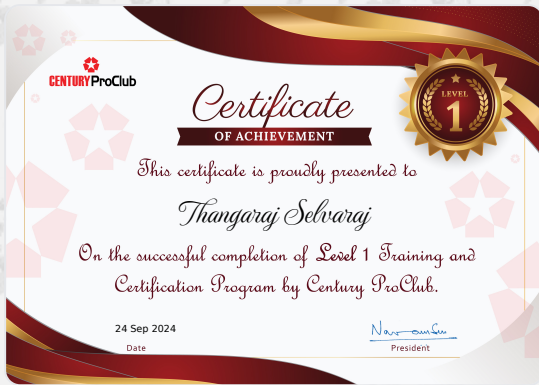 CENTURY ProClub
Certificate
OF ACHIEVEMENT
LEVEL
1
This certificate is proudly presented to
Thangaraj Selvaraj
On the successful completion of Level 1 Training and
Certification Program by Century ProClub.
24 Sep 2024
Date
President